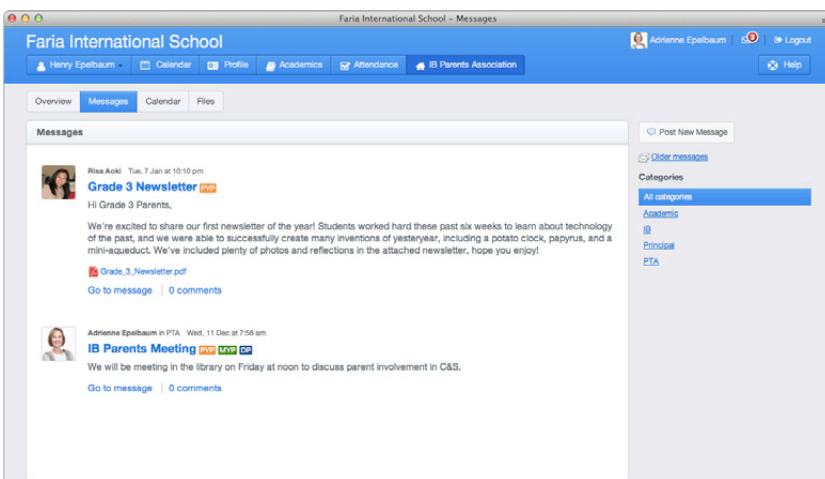 Faria International School – Messages
Faria International School
Adrienne Epelbaum
3
Logout
Henry Epelbaum
Calendar
Profile
Academics
Attendance
IB Parents Association
Help
Overview
Messages
Calendar
Files
Messages
Post New Message
Older messages
Categories
All categories
Academic
IB
Principal
PTA
Risa Aoki Tue, 7 Jan at 10:10 pm
Grade 3 Newsletter PYP
Hi Grade 3 Parents,
We're excited to share our first newsletter of the year! Students worked hard these past six weeks to learn about technology
of the past, and we were able to successfully create many inventions of yesteryear, including a potato clock, papyrus, and a
mini-aqueduct. We've included plenty of photos and reflections in the attached newsletter, hope you enjoy!
Grade_3_Newsletter.pdf
Go to message | 0 comments
Adrienne Epelbaum in PTA Wed, 11 Dec at 7:58 am
IB Parents Meeting PYP MYP DP
We will be meeting in the library on Friday at noon to discuss parent involvement in C&S.
Go to message | 0 comments